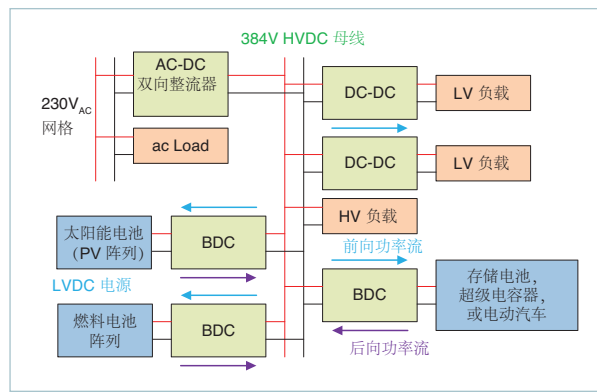 384V HVDC 母线
AC-DC
双向整流器
230VAC
网格
ac Load
DC-DC
LV 负载
DC-DC
LV 负载
HV 负载
太阳能电池
（PV 阵列）
BDC
前向功率流
LVDC 电源
BDC
存储电池，
超级电容器，
或电动汽车
燃料电池
阵列
BDC
后向功率流